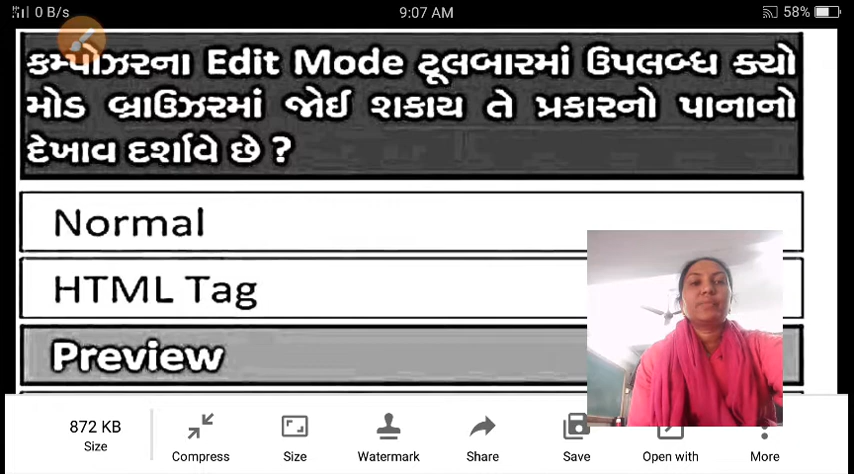 0 B/s 9:07 AM 58%
કમ્પોઝરના Edit Mode ટૂલબારમાં ઉપલબ્ધ ક્યો
મોડ બ્રાઉઝરમાં જોઈ શકાય તે પ્રકારનો પાનાનો
દેખાવ દર્શાવે છે ?
Normal
HTML Tag
Preview
872 KB
Size Compress Size Watermark Share Save Open with More